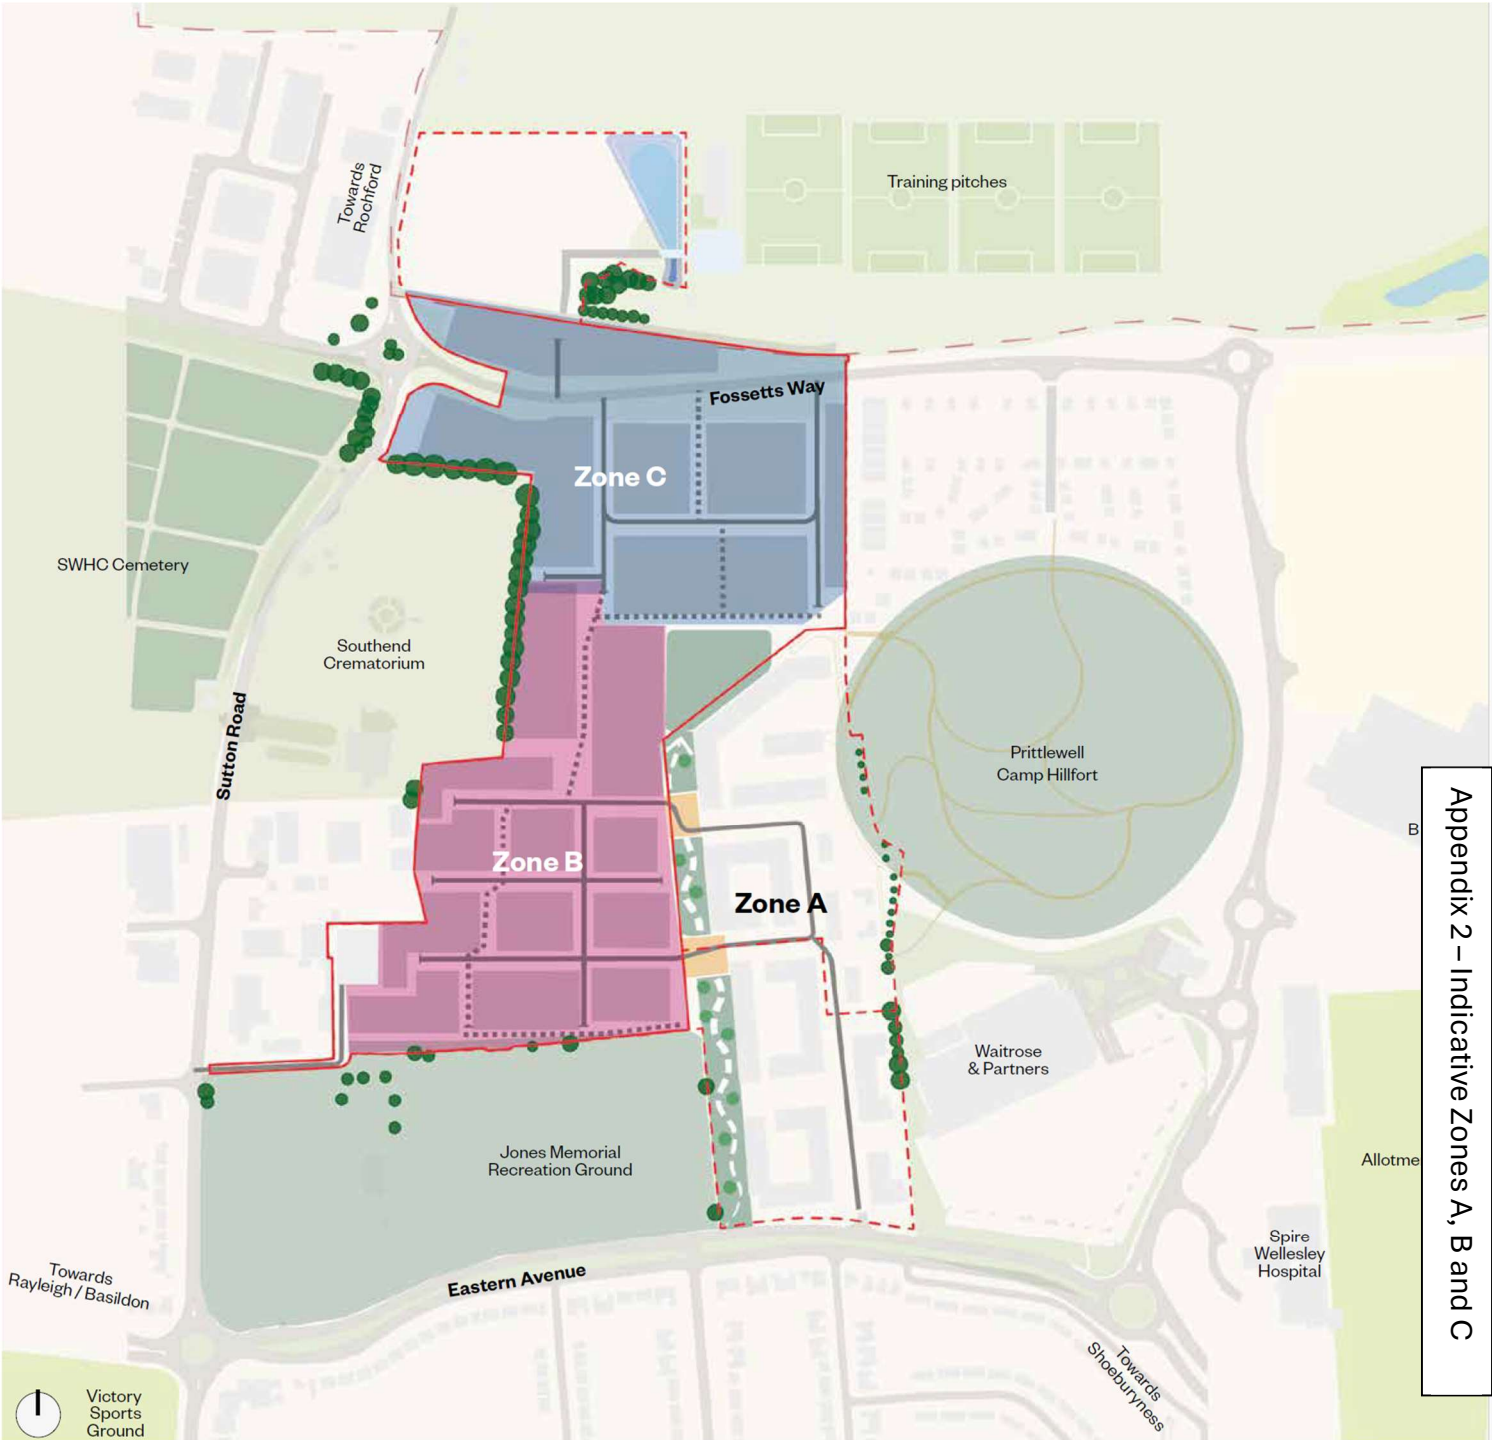 Towards
Rochford
Training pitches
Fossetts Way
Zone C
SWHC Cemetery
Southend
Crematorium
Sutton Road
Prittlewell
Camp Hillfort
B
Zone B
Zone A
Waitrose
& Partners
Jones Memorial
Recreation Ground
Allotme
Spire
Wellesley
Hospital
Towards
Rayleigh / Basildon
Eastern Avenue
Towards
Shoeburyness
Victory
Sports
Ground
Appendix 2 – Indicative Zones A, B and C